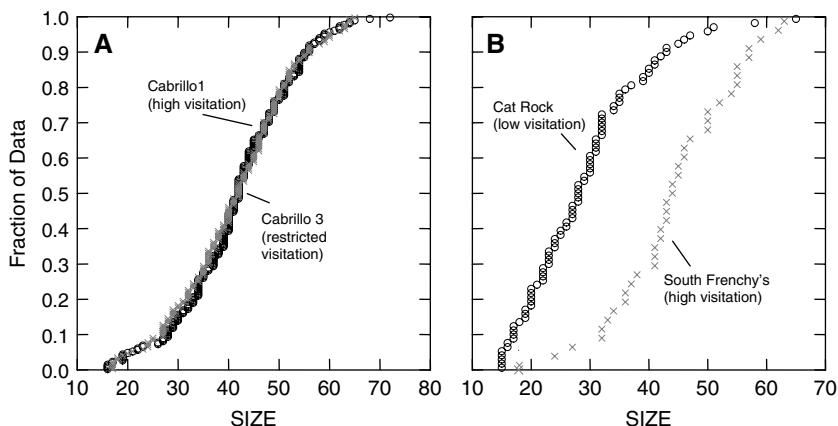 A
B
Fraction of Data
1.0
0.9
0.8
0.7
0.6
0.5
0.4
0.3
0.2
0.1
0.0
Cabrillo1
(high visitation)
Cabrillo 3
(restricted
visitation)
Cat Rock
(low visitation)
South Frenchy's
(high visitation)
10 20 30 40 50 60 70 80
10 20 30 40 50 60 70
SIZE
SIZE